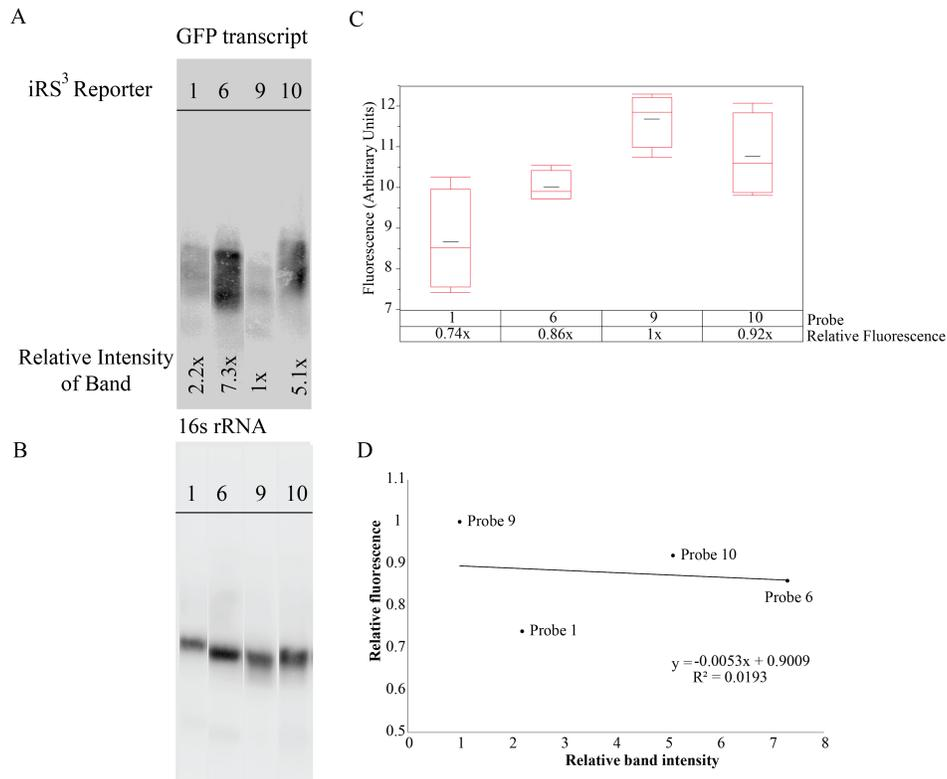 A
GFP transcript
iRS3 Reporter
1 6 9 10
Relative Intensity
of Band
2.2x 7.3x 1x 5.1x
B
16s rRNA
1 6 9 10
C
Fluorescence (Arbitrary Units)
12
11
10
9
8
7
1 6 9 10 Probe
0.74x 0.86x 1x 0.92x Relative Fluorescence
D
Relative fluorescence
1.1
1
0.9
0.8
0.7
0.6
0.5
Probe 9
Probe 10
Probe 6
Probe 1
y =-0.0053x + 0.9009
R² = 0.0193
0 1 2 3 4 5 6 7 8
Relative band intensity